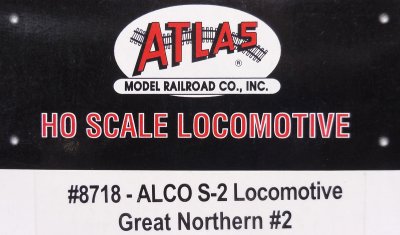 ATLAS
®
MODEL RAILROAD CO., INC.
HO SCALE LOCOMOTIVE
#8718 - ALCO S-2 Locomotive
Great Northern #2